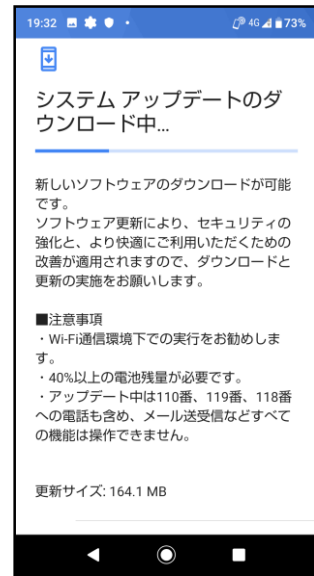 19:32 4G 73%
システム アップデートのダ
ウンロード中...
新しいソフトウェアのダウンロードが可能
です。
ソフトウェア更新により、セキュリティの
強化と、より快適にご利用いただくための
改善が適用されますので、ダウンロードと
更新の実施をお願いします。
■注意事項
・Wi-Fi通信環境下での実行をお勧めしま
す。
・40%以上の電池残量が必要です。
・アップデート中は110番、119番、118番
への電話も含め、メール送受信などすべて
の機能は操作できません。
更新サイズ: 164.1 MB